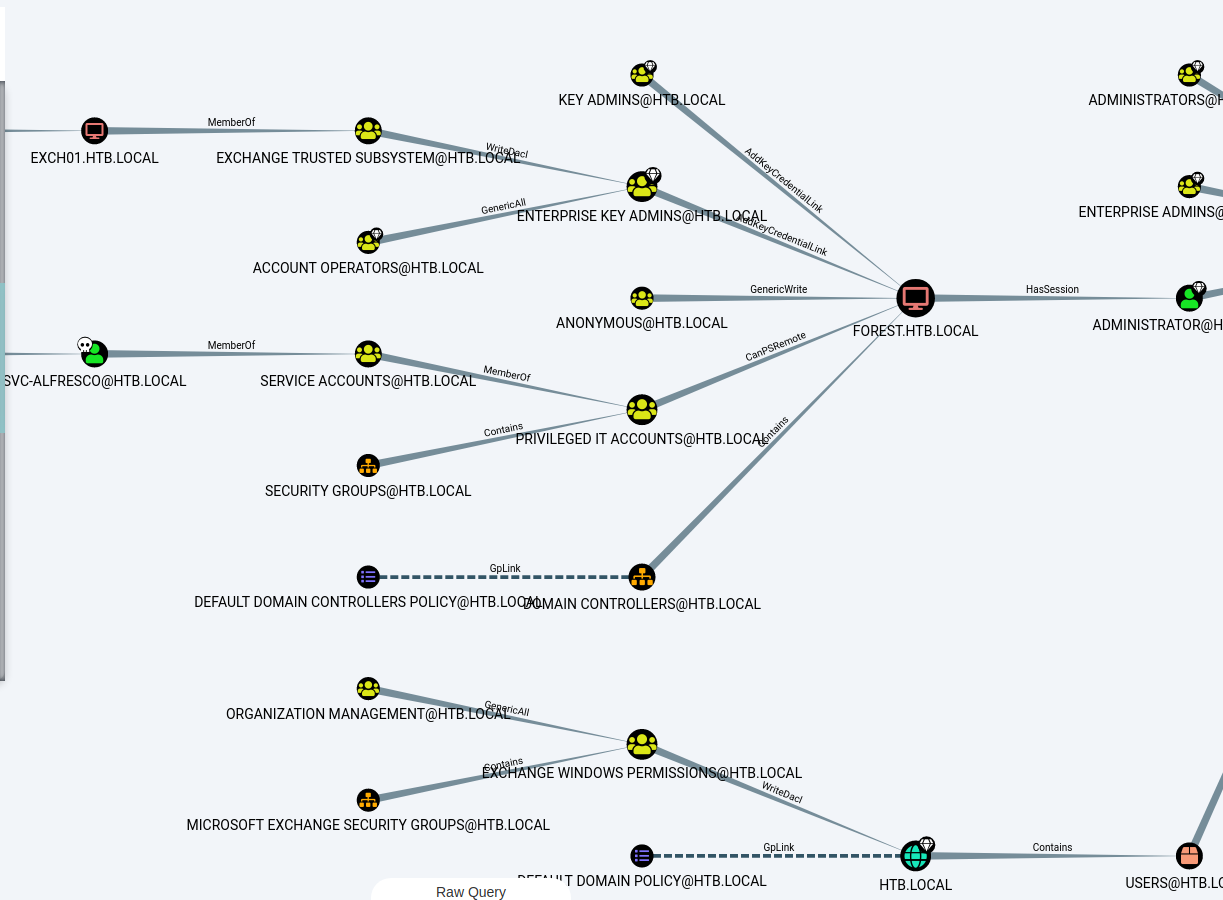 KEY ADMINS@HTB.LOCAL
ADMINISTRATORS@H
MemberOf
EXCH01.HTB.LOCAL
EXCHANGE TRUSTED SUBSYSTEM@HTB.LOCAL
WriteDacl
AddKeyCredentialLink
GenericAll
ENTERPRISE KEY ADMINS@HTB.LOCAL
AddKeyCredentialLink
ENTERPRISE ADMINS@
ACCOUNT OPERATORS@HTB.LOCAL
GenericWrite
HasSession
ANONYMOUS@HTB.LOCAL
FOREST.HTB.LOCAL
ADMINISTRATOR@H
MemberOf
CanPSRemote
SVC-ALFRESCO@HTB.LOCAL
SERVICE ACCOUNTS@HTB.LOCAL
MemberOf
Contains
PRIVILEGED IT ACCOUNTS@HTB.LOCAL
Contains
SECURITY GROUPS@HTB.LOCAL
GpLink
DEFAULT DOMAIN CONTROLLERS POLICY@HTB.LOCAL
DOMAIN CONTROLLERS@HTB.LOCAL
ORGANIZATION MANAGEMENT@HTB.LOCAL
GenericAll
Contains
EXCHANGE WINDOWS PERMISSIONS@HTB.LOCAL
WriteDacl
MICROSOFT EXCHANGE SECURITY GROUPS@HTB.LOCAL
GpLink
Contains
DEFAULT DOMAIN POLICY@HTB.LOCAL
HTB.LOCAL
USERS@HTB.LO
Raw Query